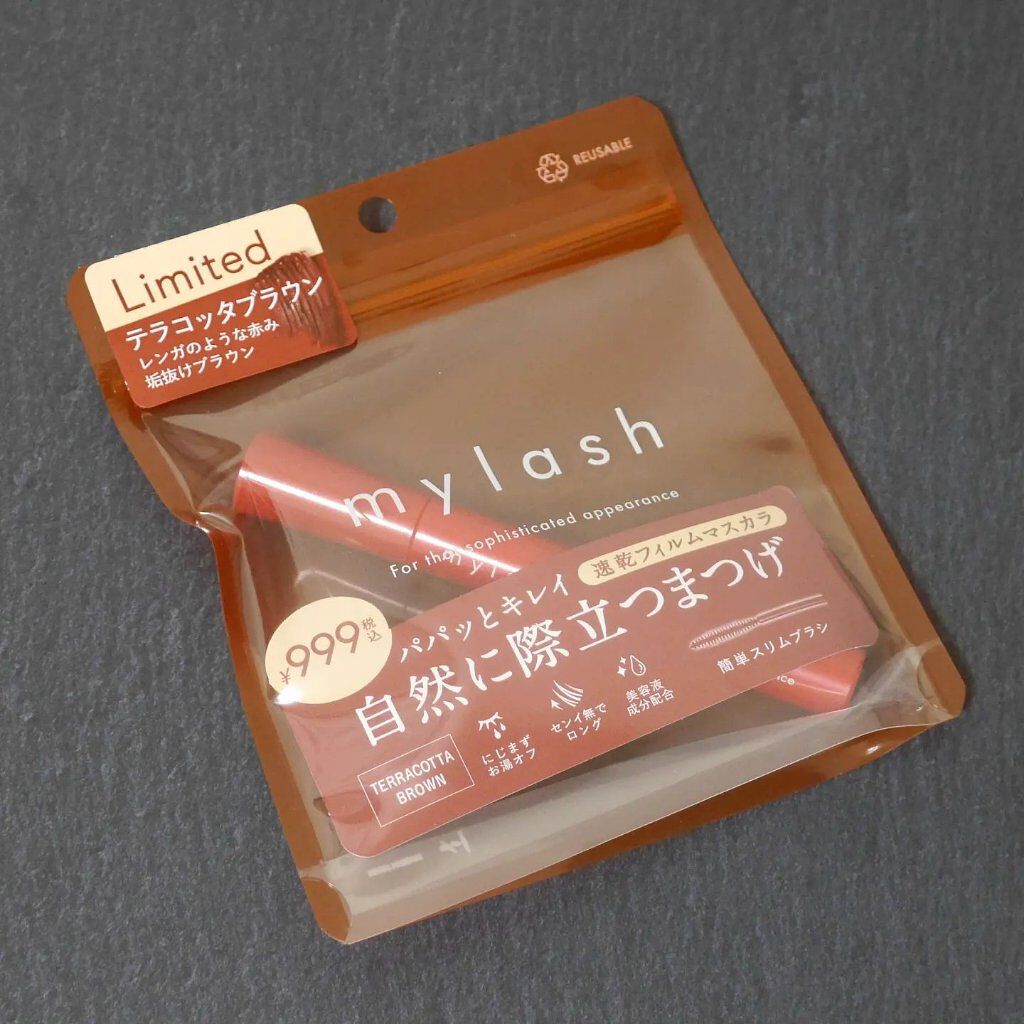 REUSABLE
Limited
テラコッタブラウン
レンガのような赤み
垢抜けブラウン
mylash
For the sophisticated appearance
速乾フィルムマスカラ
パパッとキレイ
自然に際立つまつげ
¥999税込
簡単スリムブラシ
にじまず
お湯オフ
センイ無で
ロング
美容液
成分配合
TERRACOTTA
BROWN